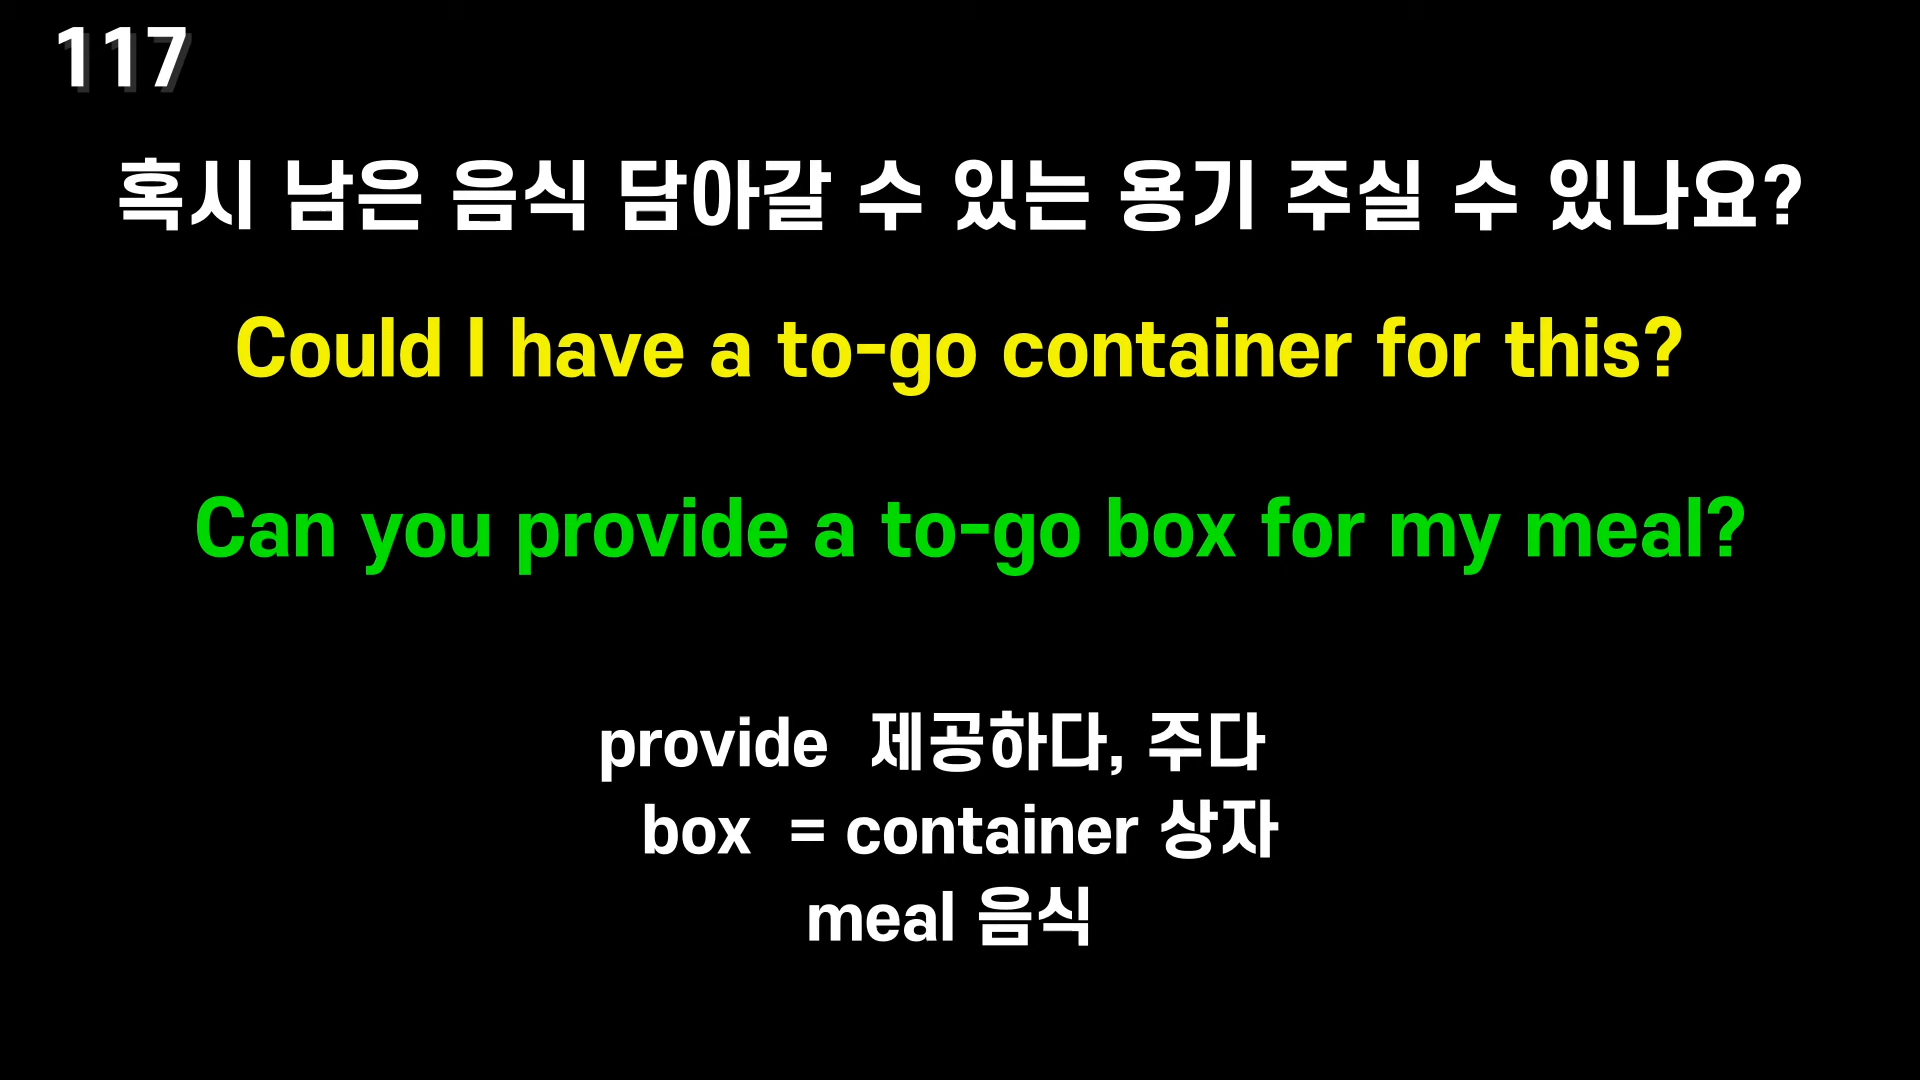 117
혹시 남은 음식 담아갈 수 있는 용기 주실 수 있나요?
Could I have a to-go container for this?
Can you provide a to-go box for my meal?
provide 제공하다, 주다
box = container 상자
meal 음식